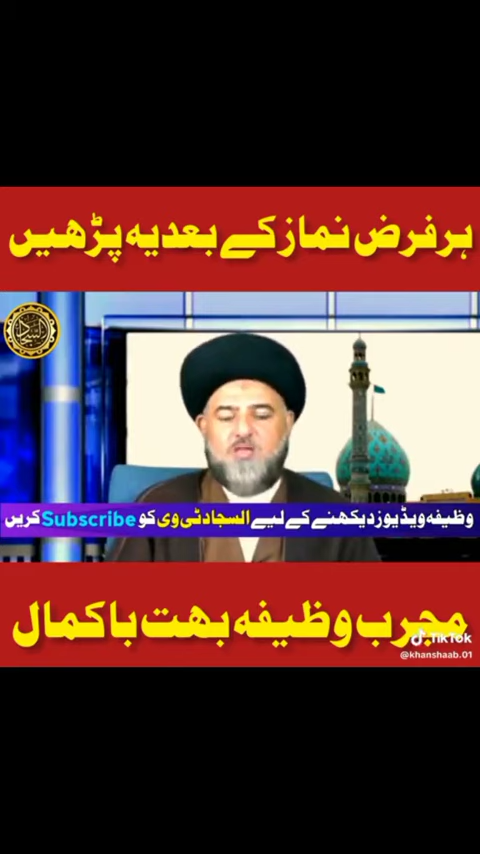 ہر فرض نماز کے بعد یہ پڑھیں
السجاد
وظیفہ ویڈیوز دیکھنے کے لیے السجاد ٹی وی کو Subscribe کریں
مجرب وظیفہ بہت باکمال
TikTok
@khanshaab.01